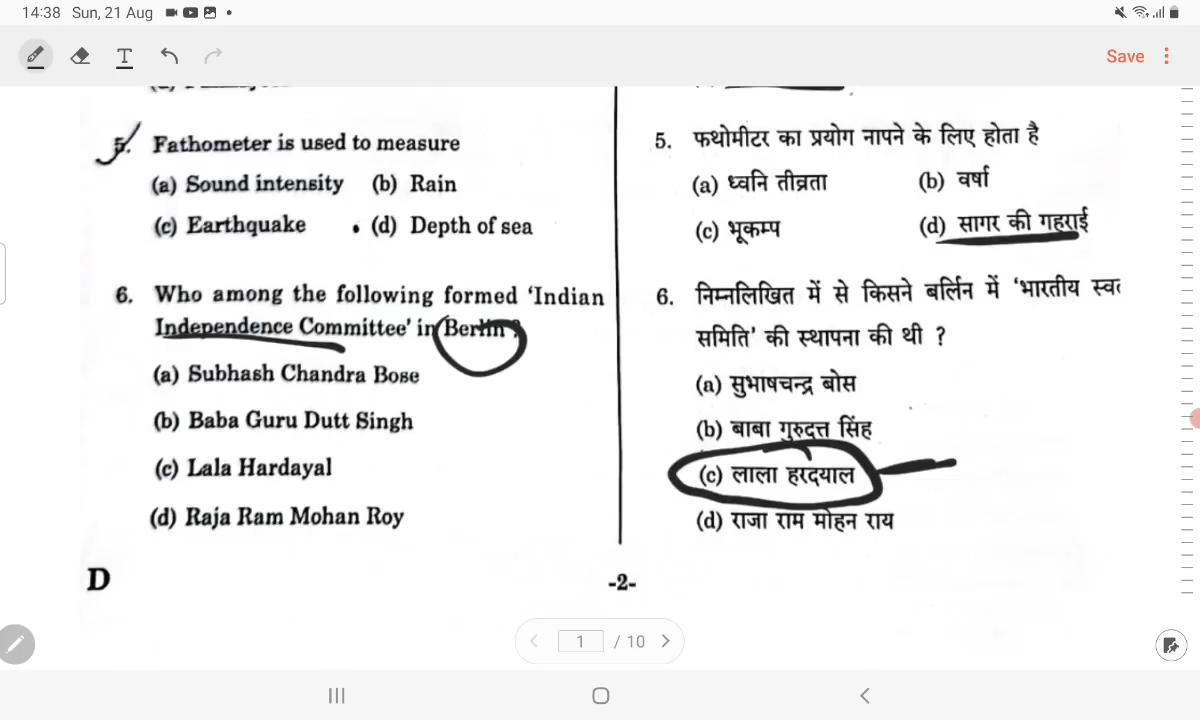 14:38 Sun, 21 Aug
T
Save
5. Fathometer is used to measure
(a) Sound intensity (b) Rain
(c) Earthquake (d) Depth of sea
6. Who among the following formed ‘Indian
Independence Committee’ in Berlin ?
(a) Subhash Chandra Bose
(b) Baba Guru Dutt Singh
(c) Lala Hardayal
(d) Raja Ram Mohan Roy
5. फथोमीटर का प्रयोग नापने के लिए होता है
(a) ध्वनि तीव्रता (b) वर्षा
(c) भूकम्प (d) सागर की गहराई
6. निम्नलिखित में से किसने बर्लिन में ‘भारतीय
समिति’ की स्थापना की थी ?
(a) सुभाषचन्द्र बोस
(b) बाबा गुरुदत्त सिंह
(c) लाला हरदयाल
(d) राजा राम मोहन राय
D
-2-
1 / 10